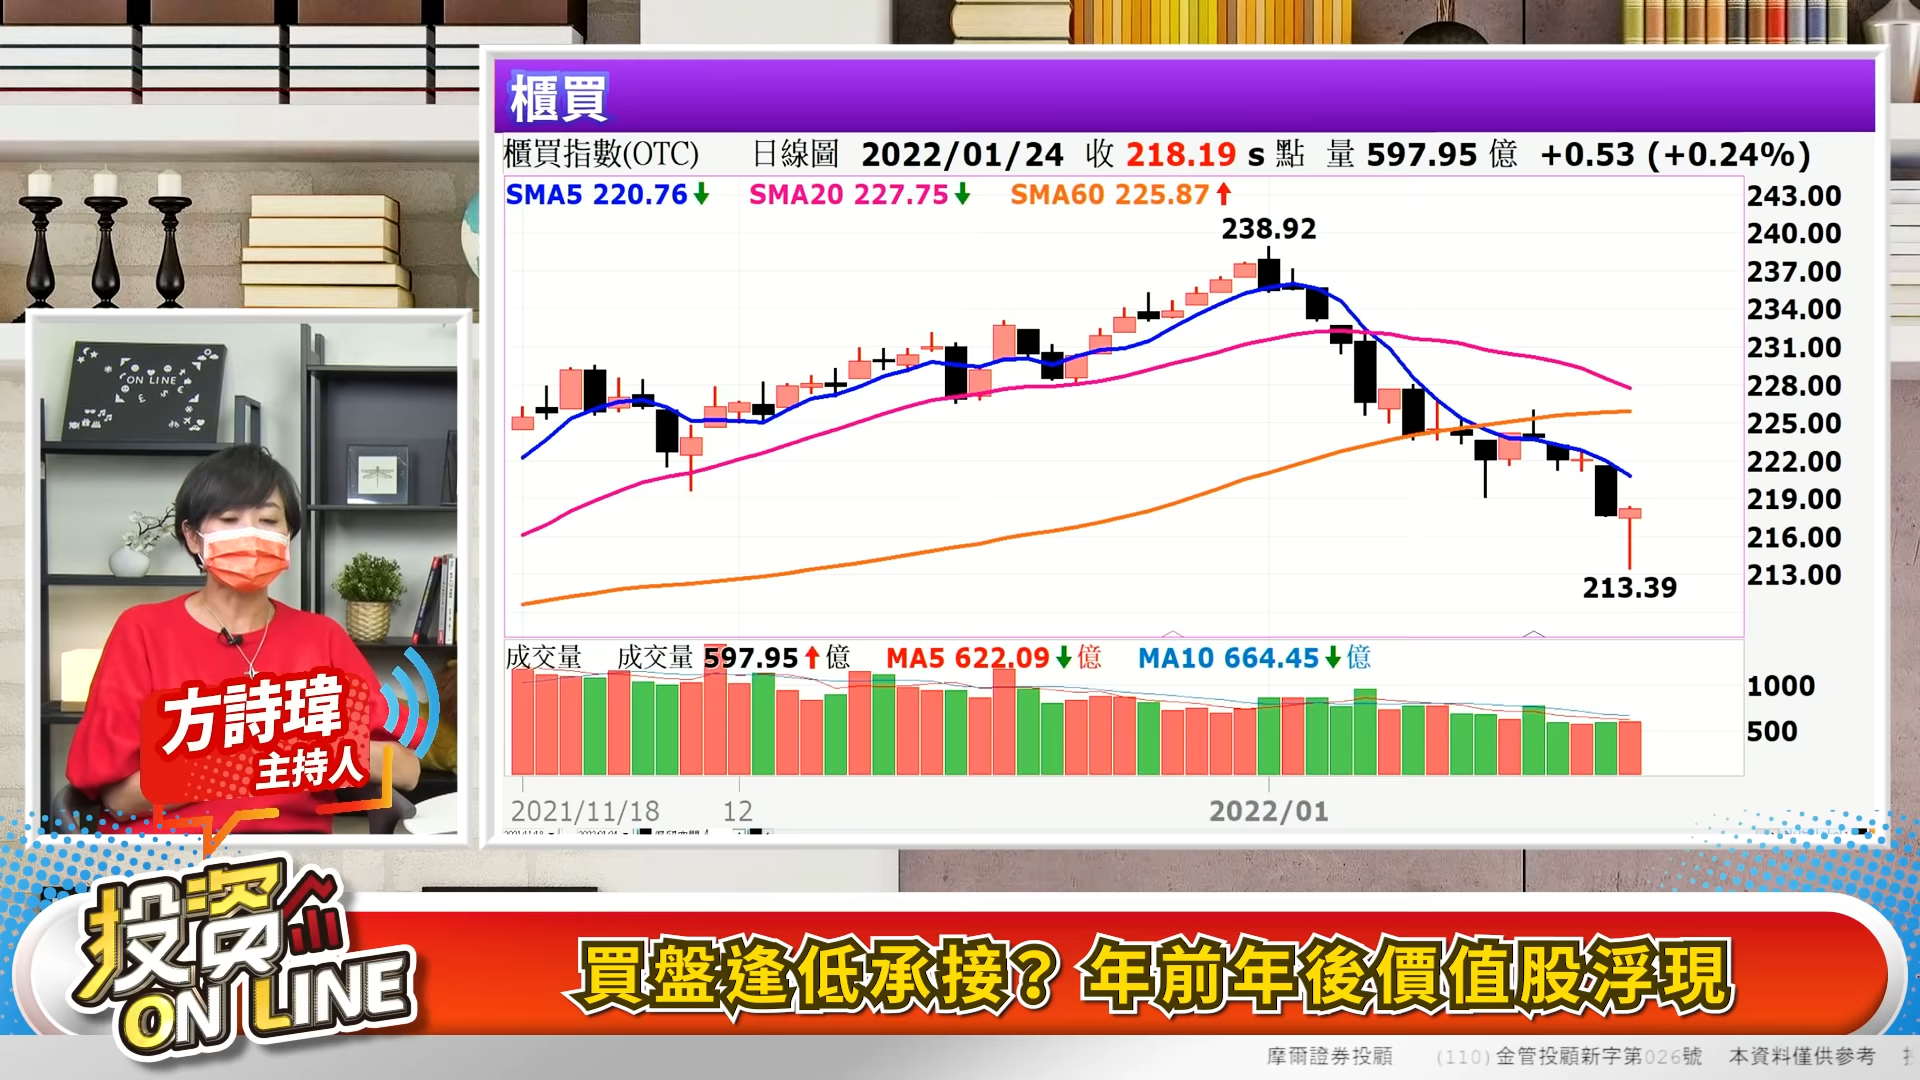 櫃買
櫃買指數(OTC) 日線圖 2022/01/24 收 218.19 s 點 量 597.95 億 +0.53 (+0.24%)
SMA5 220.76↓ SMA20 227.75↓ SMA60 225.87↑
243.00
238.92
240.00
237.00
234.00
231.00
228.00
225.00
222.00
219.00
216.00
213.00
213.39
成交量 成交量 597.95↑億 MA5 622.09↓億 MA10 664.45↓億
1000
500
2021/11/18 12 2022/01
ON LINE
方詩瑋
主持人
投資
ON LINE
買盤逢低承接？年前年後價值股浮現
摩爾證券投顧 (110)金管投顧新字第026號 本資料僅供參考